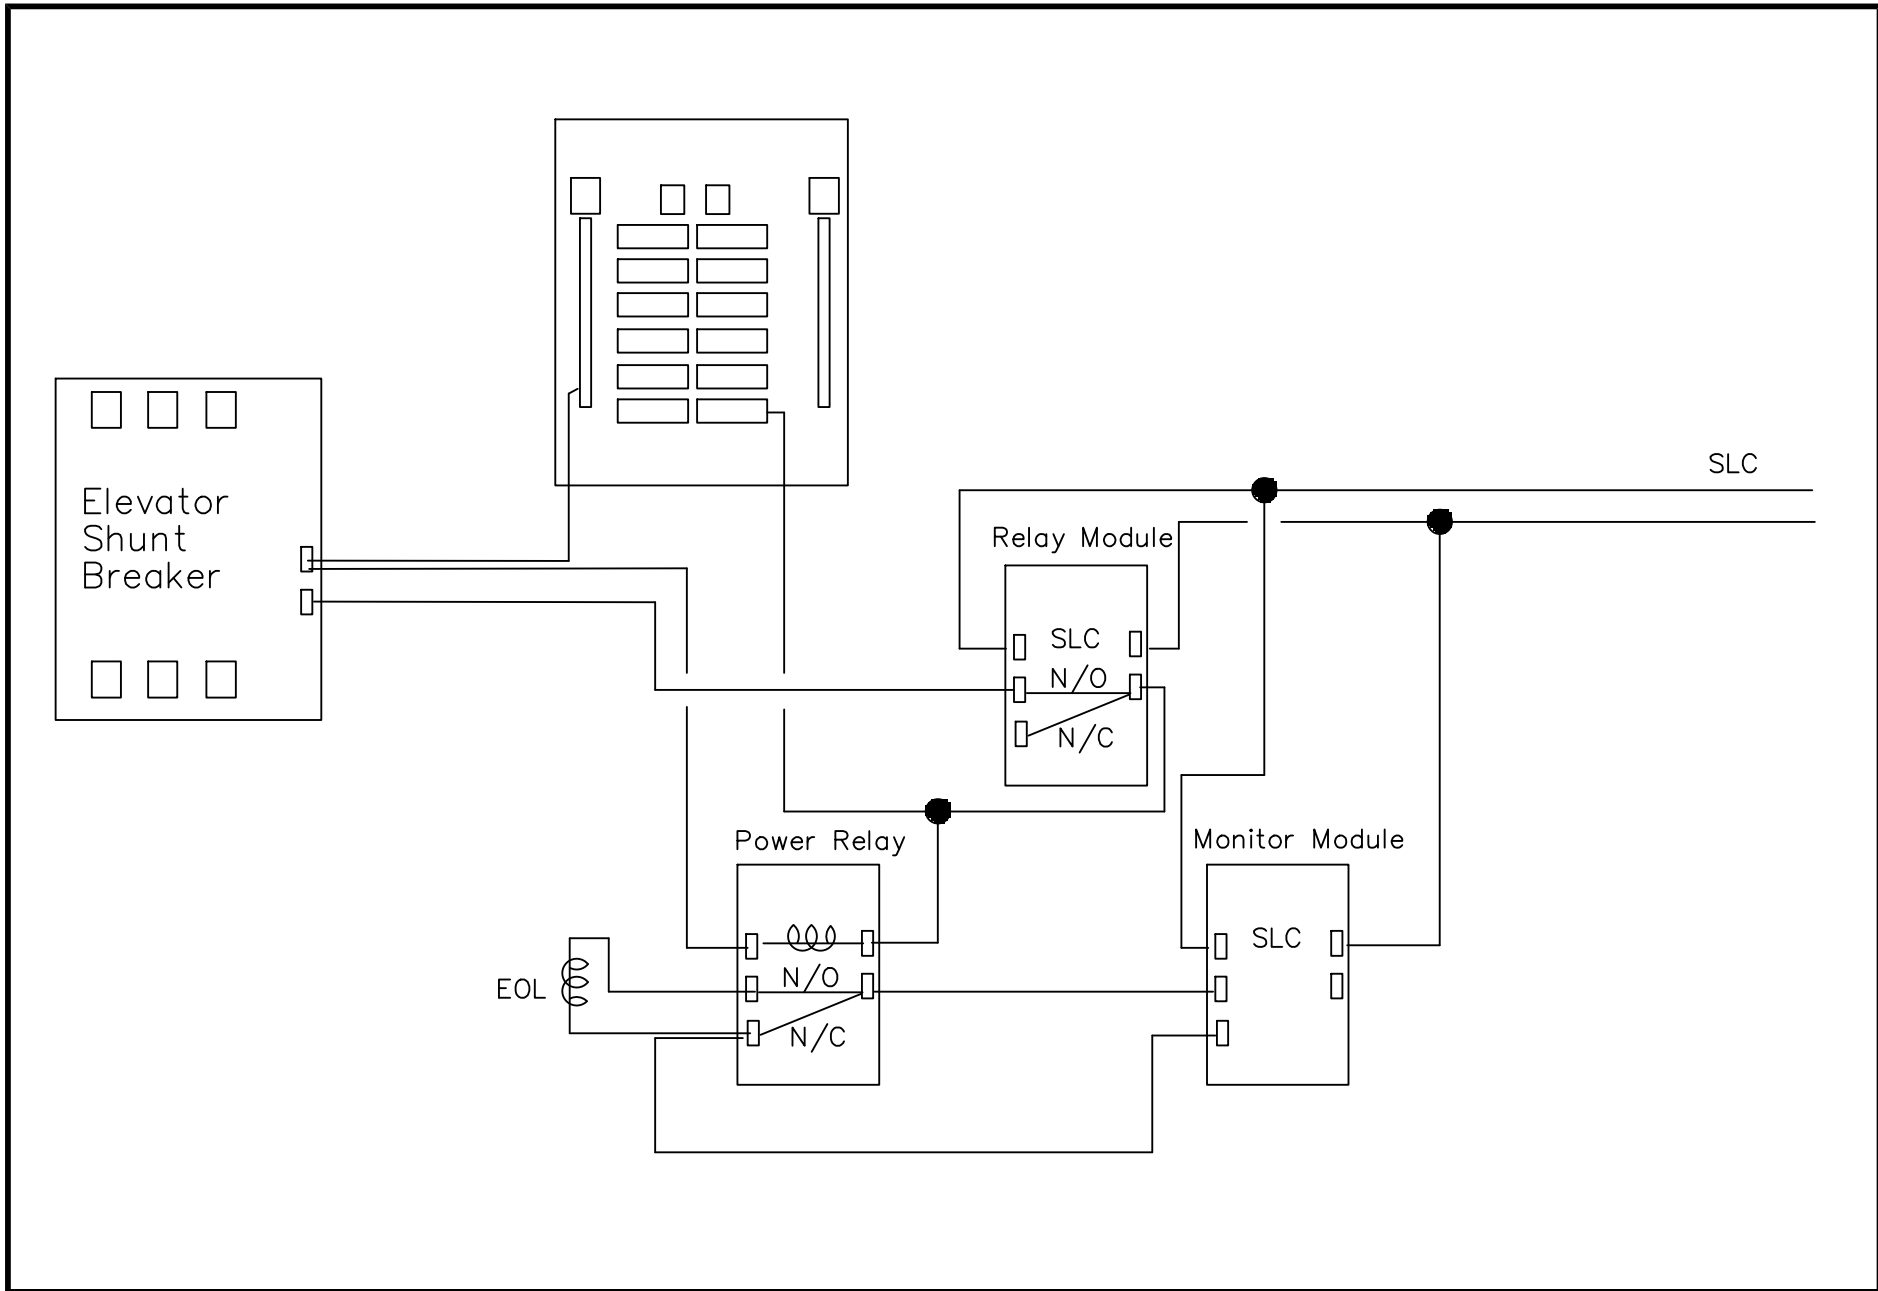 SLC
Elevator
Shunt
Breaker
Relay Module
SLC
N/O
N/C
Power Relay
Monitor Module
SLC
EOL
N/O
N/C